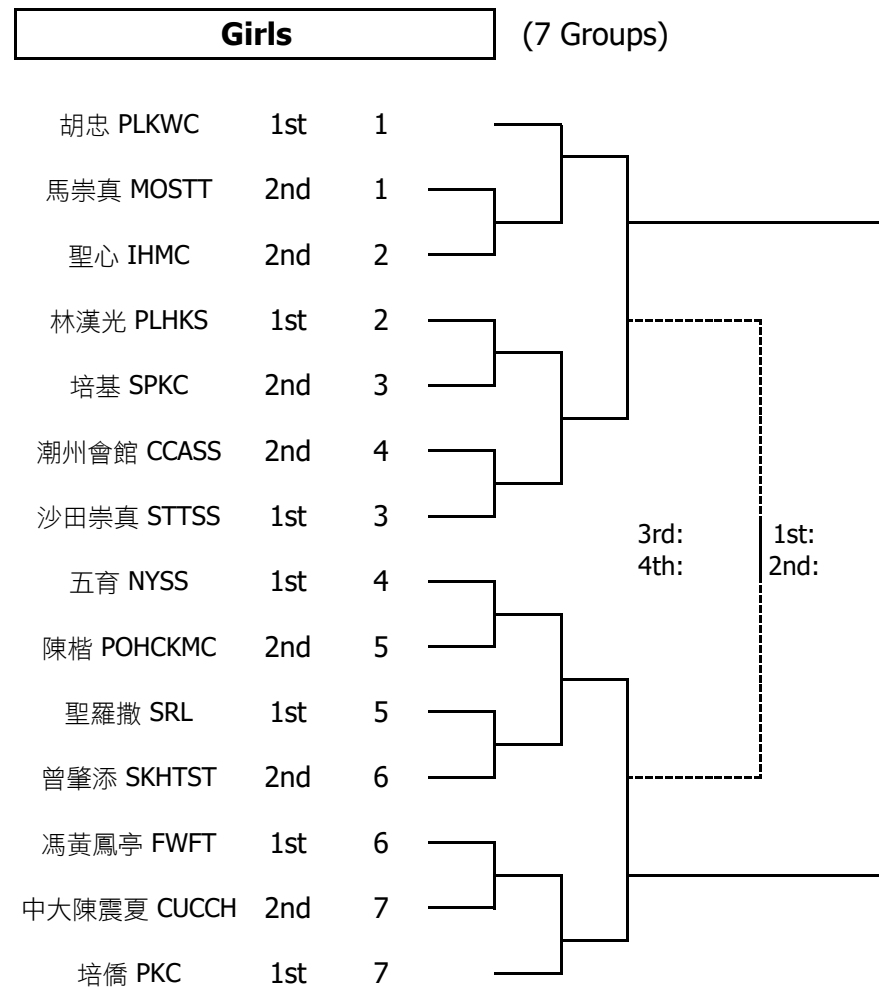 Girls (7 Groups)
胡忠 PLKWC 1st 1
馬崇真 MOSTT 2nd 1
聖心 IHMC 2nd 2
林漢光 PLHKS 1st 2
培基 SPKC 2nd 3
潮州會館 CCASS 2nd 4
沙田崇真 STTSS 1st 3
3rd: 1st:
4th: 2nd:
五育 NYSS 1st 4
陳楷 POHCKMC 2nd 5
聖羅撒 SRL 1st 5
曾肇添 SKHTST 2nd 6
馮黃鳳亭 FWFT 1st 6
中大陳震夏 CUCCH 2nd 7
培僑 PKC 1st 7